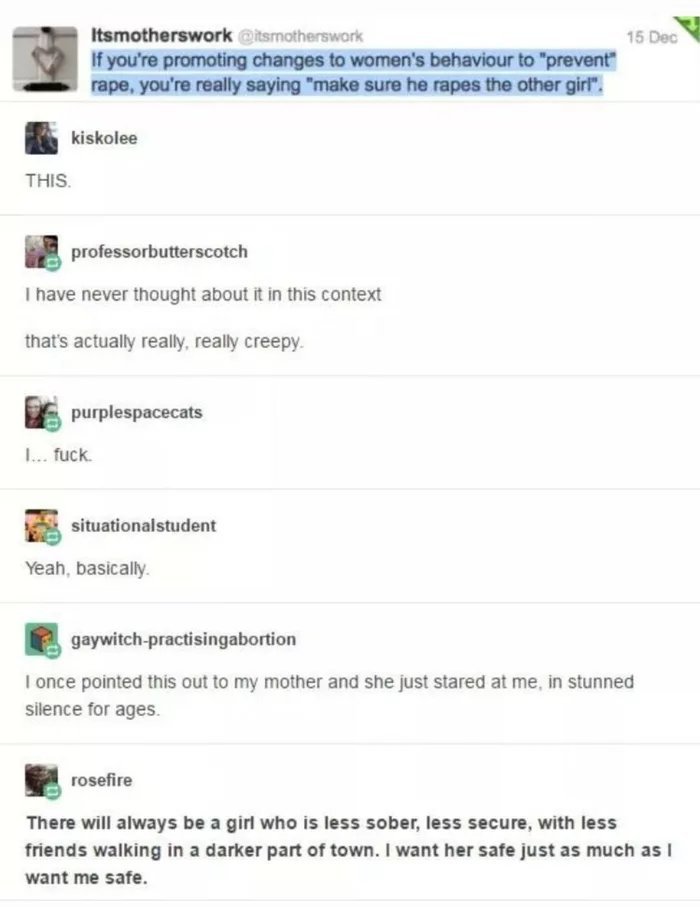 Itsmotherswork @itsmotherswork 15 Dec
If you're promoting changes to women's behaviour to "prevent"
rape, you're really saying "make sure he rapes the other girl".
kiskolee
THIS.
professorbutterscotch
I have never thought about it in this context
that's actually really, really creepy.
purplespacecats
I... fuck.
situationalstudent
Yeah, basically.
gaywitch-practisingabortion
I once pointed this out to my mother and she just stared at me, in stunned
silence for ages.
rosefire
There will always be a girl who is less sober, less secure, with less
friends walking in a darker part of town. I want her safe just as much as I
want me safe.